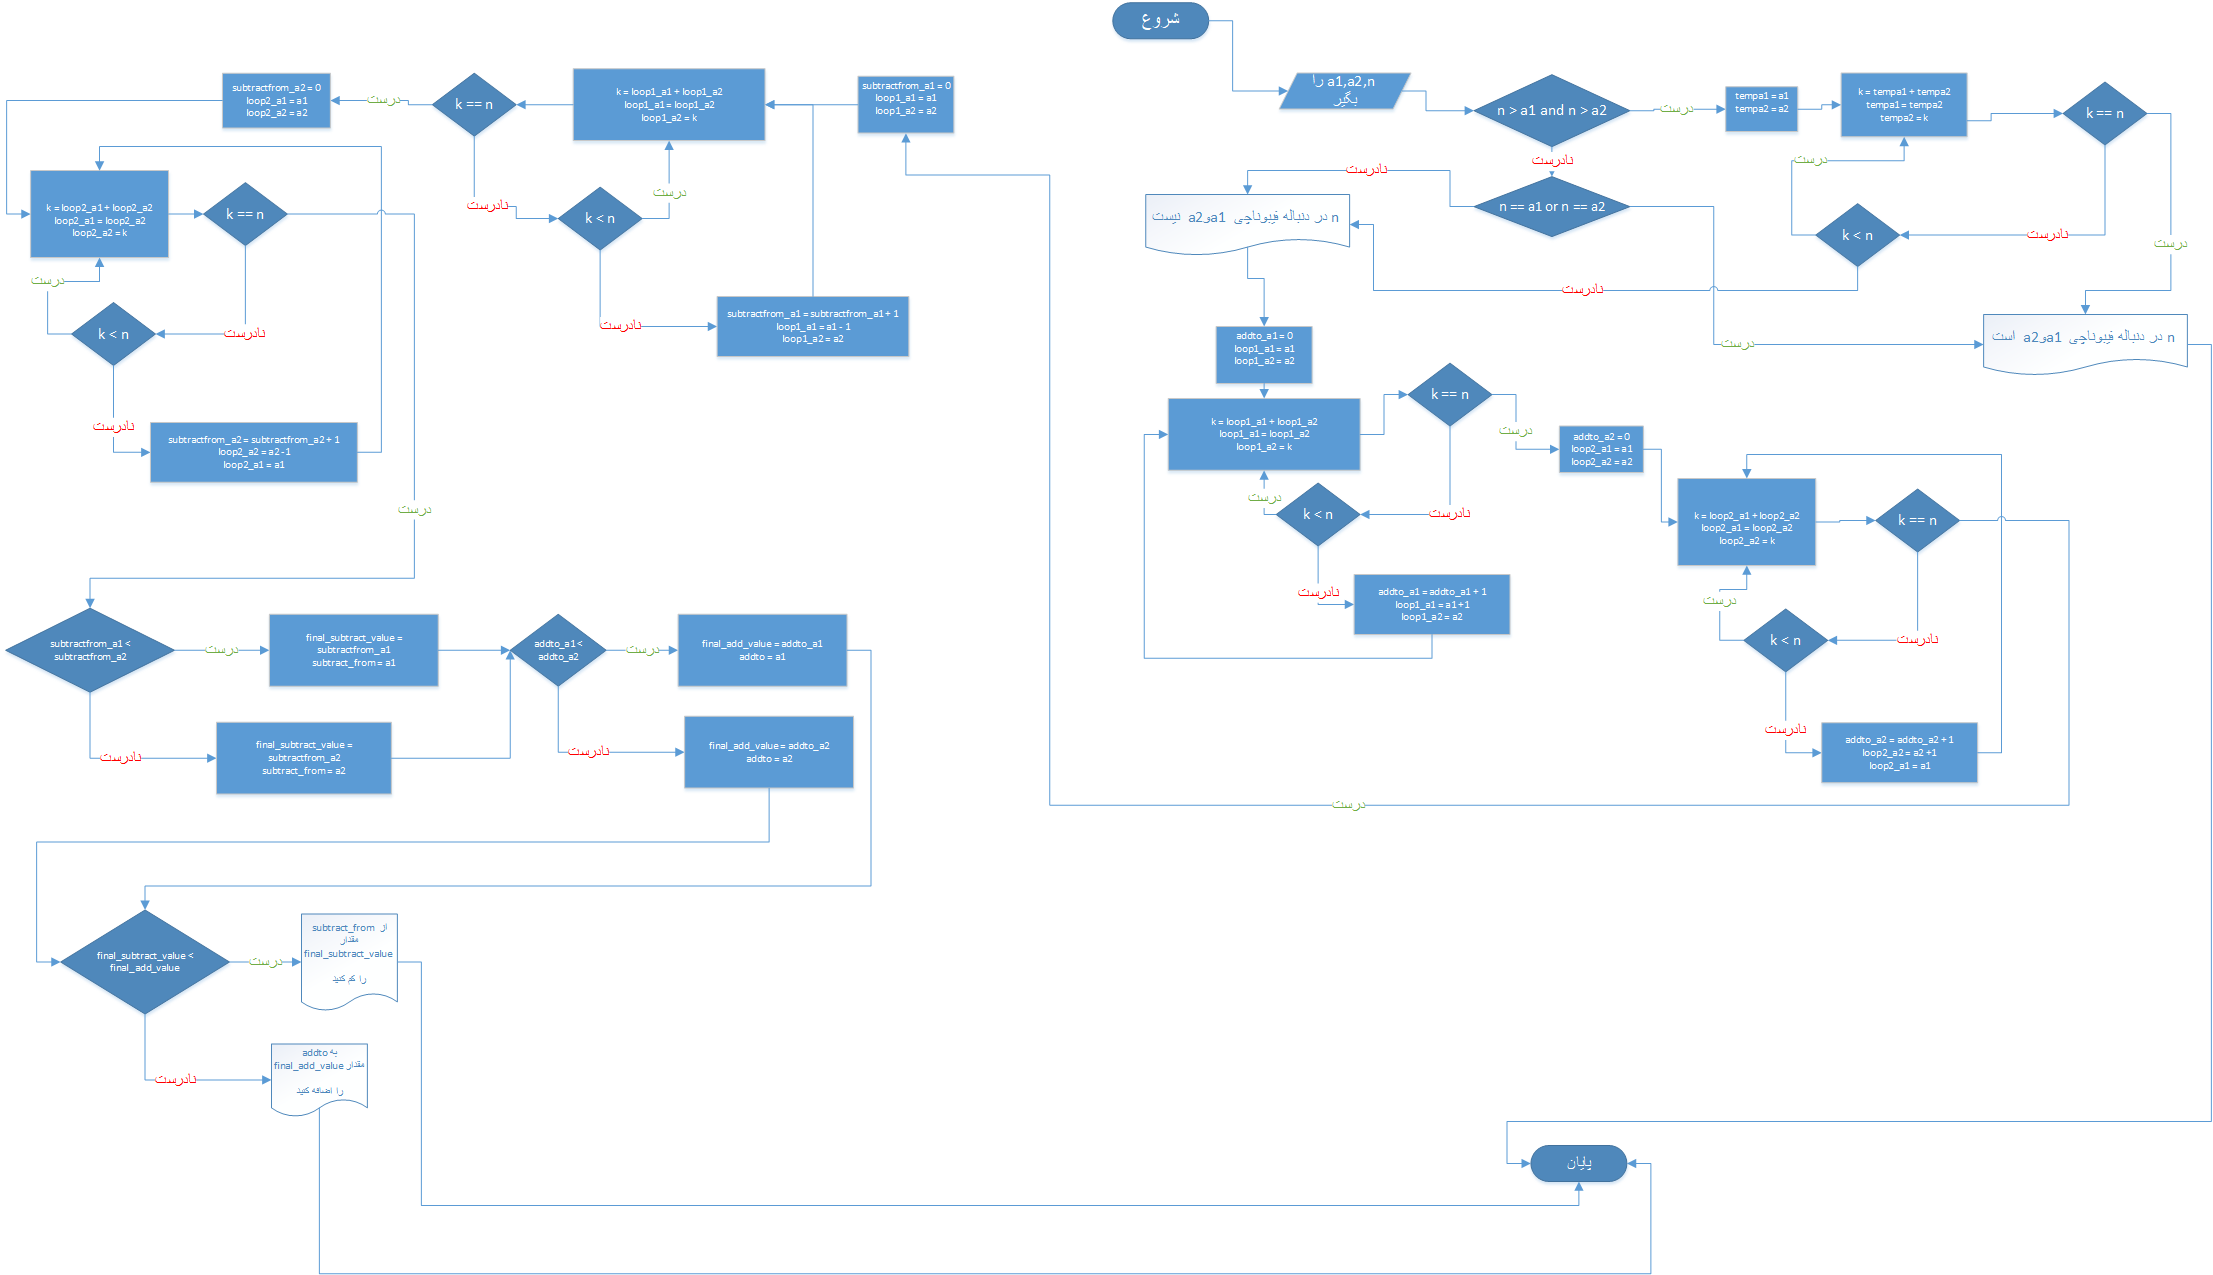 شروع
a1,a2,n را
بگیر
n > a1 and n > a2
درست
tempa1 = a1
tempa2 = a2
k = tempa1 + tempa2
tempa1 = tempa2
tempa2 = k
k == n
درست
نادرست
k < n
درست
نادرست
نادرست
n == a1 or n == a2
نادرست
درست
n در دنباله فیبوناچی a1وa2 نیست
n در دنباله فیبوناچی a1وa2 است
addto_a1 = 0
loop1_a1 = a1
loop1_a2 = a2
k = loop1_a1 + loop1_a2
loop1_a1 = loop1_a2
loop1_a2 = k
k == n
درست
نادرست
k < n
درست
نادرست
addto_a1 = addto_a1 + 1
loop1_a1 = a1 +1
loop1_a2 = a2
addto_a2 = 0
loop2_a1 = a1
loop2_a2 = a2
k = loop2_a1 + loop2_a2
loop2_a1 = loop2_a2
loop2_a2 = k
k == n
نادرست
k < n
درست
نادرست
addto_a2 = addto_a2 + 1
loop2_a2 = a2 +1
loop2_a1 = a1
درست
subtractfrom_a1 = 0
loop1_a1 = a1
loop1_a2 = a2
k = loop1_a1 + loop1_a2
loop1_a1 = loop1_a2
loop1_a2 = k
k == n
درست
نادرست
k < n
درست
نادرست
subtractfrom_a1 = subtractfrom_a1 + 1
loop1_a1 = a1 - 1
loop1_a2 = a2
subtractfrom_a2 = 0
loop2_a1 = a1
loop2_a2 = a2
k = loop2_a1 + loop2_a2
loop2_a1 = loop2_a2
loop2_a2 = k
k == n
نادرست
k < n
درست
نادرست
subtractfrom_a2 = subtractfrom_a2 + 1
loop2_a2 = a2 -1
loop2_a1 = a1
درست
subtractfrom_a1 <
subtractfrom_a2
درست
نادرست
final_subtract_value =
subtractfrom_a1
subtract_from = a1
final_subtract_value =
subtractfrom_a2
subtract_from = a2
addto_a1 <
addto_a2
درست
نادرست
final_add_value = addto_a1
addto = a1
final_add_value = addto_a2
addto = a2
final_subtract_value <
final_add_value
درست
نادرست
از subtract_from
مقدار
final_subtract_value
را کم کنید
به addto
مقدار final_add_value
را اضافه کنید
پایان